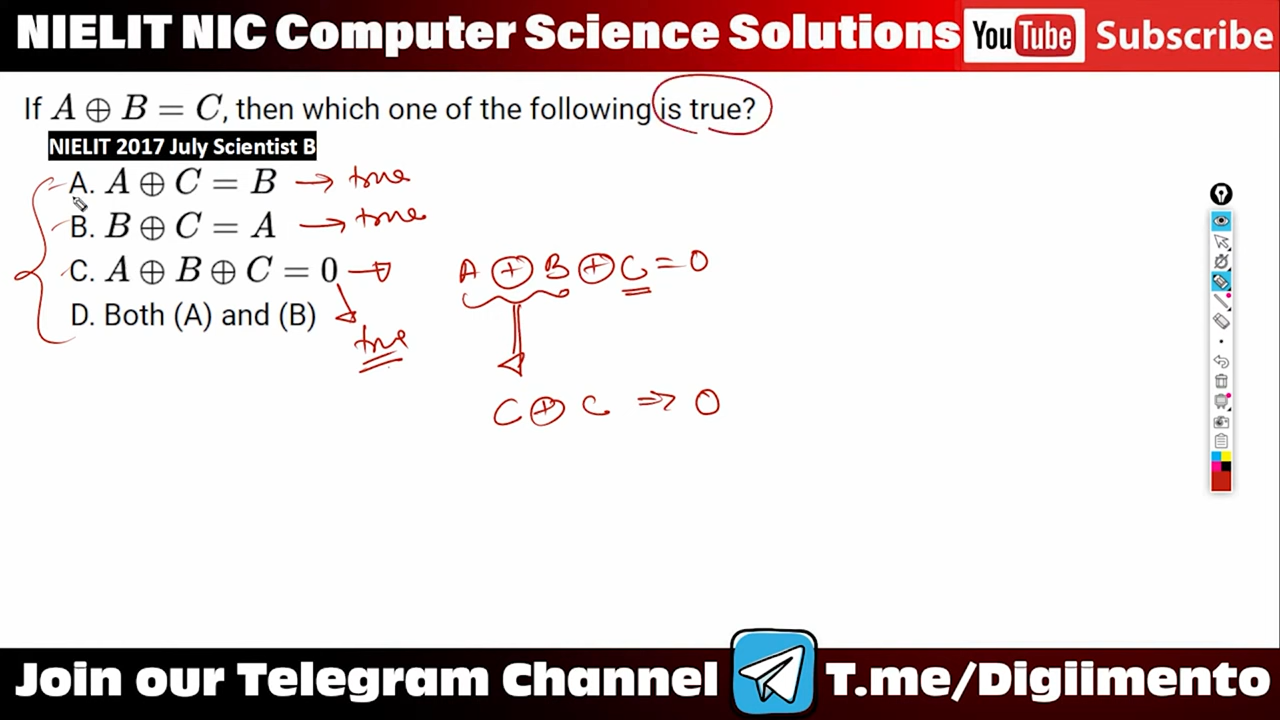 NIELIT NIC Computer Science Solutions YouTube Subscribe
If A ⊕ B = C, then which one of the following is true?
NIELIT 2017 July Scientist B
A. A ⊕ C = B → true
B. B ⊕ C = A → true
C. A ⊕ B ⊕ C = 0 A ⊕ B ⊕ C = 0
D. Both (A) and (B)
true
C ⊕ C ⇒ 0
Join our Telegram Channel T.me/Digiimento